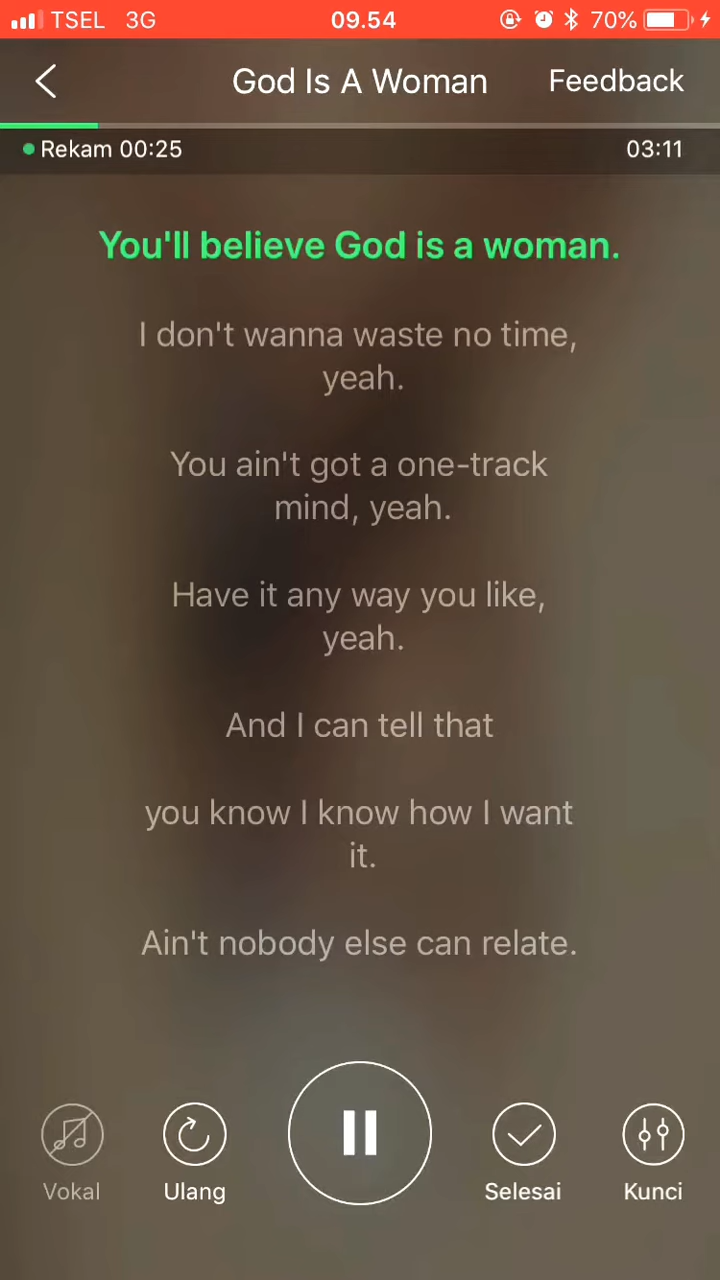 TSEL 3G 09.54 70%
God Is A Woman Feedback
Rekam 00:25 03:11
You'll believe God is a woman.
I don't wanna waste no time,
yeah.
You ain't got a one-track
mind, yeah.
Have it any way you like,
yeah.
And I can tell that
you know I know how I want
it.
Ain't nobody else can relate.
Vokal Ulang Selesai Kunci